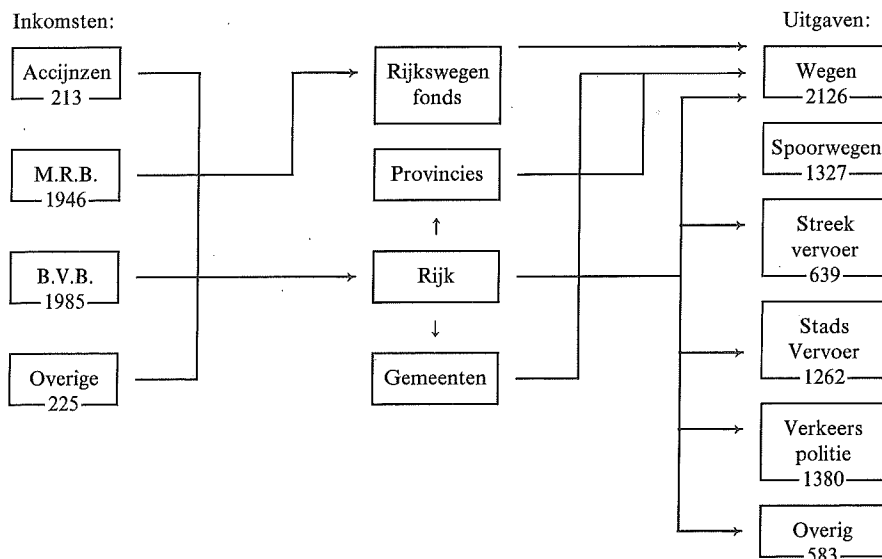 Inkomsten:
Accijnzen
213
M.R.B.
1946
B.V.B.
1985
Overige
225
Rijkswegen
fonds
Provincies
↑
Rijk
↓
Gemeenten
Uitgaven:
Wegen
2126
Spoorwegen
1327
Streek
vervoer
639
Stads
Vervoer
1262
Verkeers
politie
1380
Overig
583